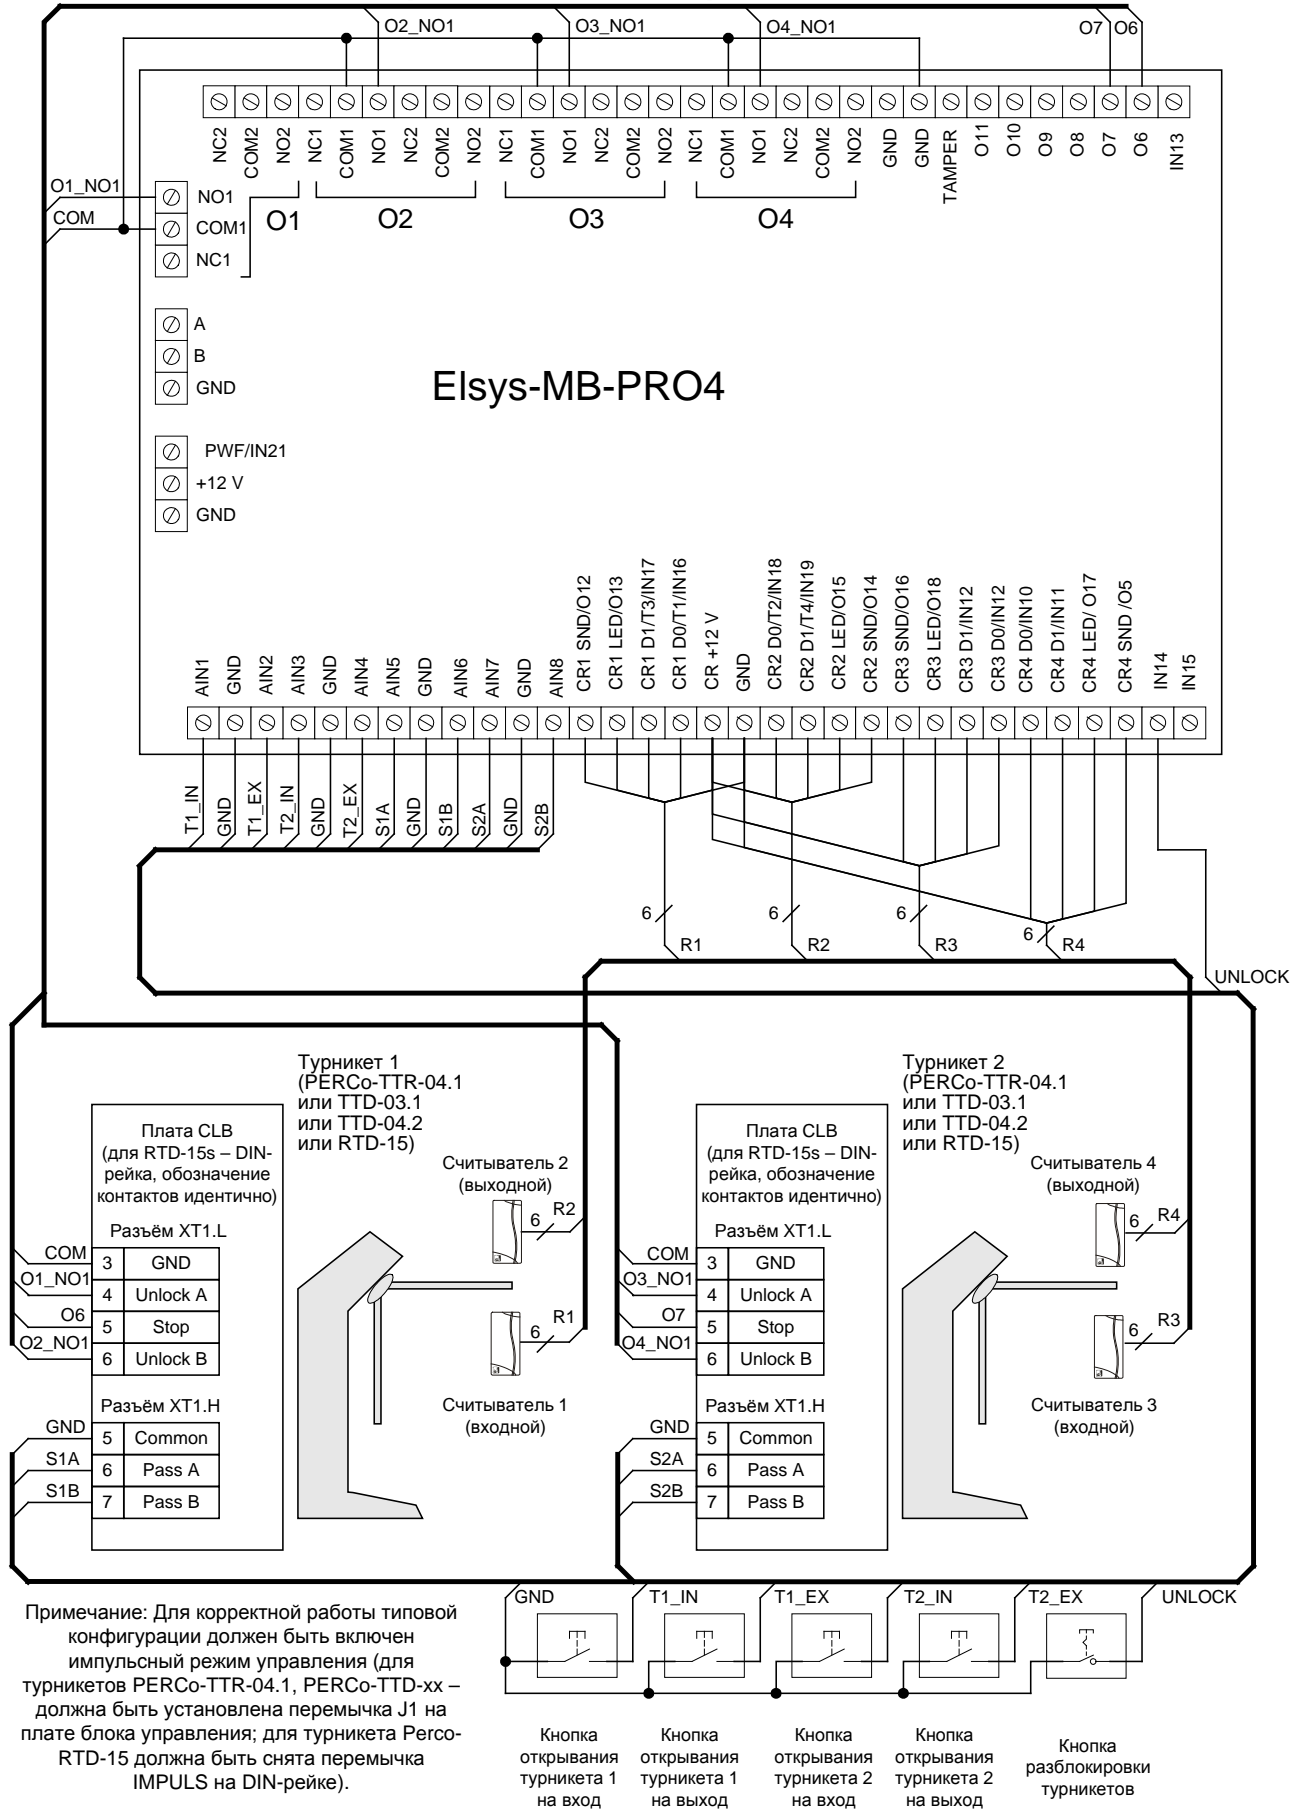 O2_NO1 O3_NO1 O4_NO1 O7 O6
NC2 COM2 NO2 NC1 COM1 NO1 NC2 COM2 NO2 NC1 COM1 NO1 NC2 COM2 NO2 NC1 COM1 NO1 NC2 COM2 NO2 GND GND TAMPER O11 O10 O9 O8 O7 O6 IN13
O1_NO1 NO1
COM COM1 O1 O2 O3 O4
NC1
A
B
GND
Elsys-MB-PRO4
PWF/IN21
+12 V
GND
AIN1 GND AIN2 AIN3 GND AIN4 AIN5 GND AIN6 AIN7 GND AIN8 CR1 SND/O12 CR1 LED/O13 CR1 D1/T3/IN17 CR1 D0/T1/IN16 CR +12 V GND CR2 D0/T2/IN18 CR2 D1/T4/IN19 CR2 LED/O15 CR2 SND/O14 CR3 SND/O16 CR3 LED/O18 CR3 D1/IN12 CR3 D0/IN12 CR4 D0/IN10 CR4 D1/IN11 CR4 LED/ O17 CR4 SND /O5 IN14 IN15
T1_IN GND T1_EX T2_IN GND T2_EX S1A GND S1B S2A GND S2B
6 6 6 6
R1 R2 R3 R4
UNLOCK
Турникет 1
(PERCo-TTR-04.1
или TTD-03.1
или TTD-04.2
или RTD-15)
Плата CLB
(для RTD-15s – DIN-
рейка, обозначение
контактов идентично)
Разъём XT1.L
COM 3 GND
O1_NO1 4 Unlock A
O6 5 Stop
O2_NO1 6 Unlock B
Разъём XT1.H
GND 5 Common
S1A 6 Pass A
S1B 7 Pass B
Считыватель 2
(выходной)
6 R2
6 R1
Считыватель 1
(входной)
Турникет 2
(PERCo-TTR-04.1
или TTD-03.1
или TTD-04.2
или RTD-15)
Плата CLB
(для RTD-15s – DIN-
рейка, обозначение
контактов идентично)
Разъём XT1.L
COM 3 GND
O3_NO1 4 Unlock A
O7 5 Stop
O4_NO1 6 Unlock B
Разъём XT1.H
GND 5 Common
S2A 6 Pass A
S2B 7 Pass B
Считыватель 4
(выходной)
6 R4
6 R3
Считыватель 3
(входной)
GND T1_IN T1_EX T2_IN T2_EX UNLOCK
Примечание: Для корректной работы типовой
конфигурации должен быть включен
импульсный режим управления (для
турникетов PERCo-TTR-04.1, PERCo-TTD-xx –
должна быть установлена перемычка J1 на
плате блока управления; для турникета Perco-
RTD-15 должна быть снята перемычка
IMPULS на DIN-рейке).
Кнопка
открывания
турникета 1
на вход
Кнопка
открывания
турникета 1
на выход
Кнопка
открывания
турникета 2
на вход
Кнопка
открывания
турникета 2
на выход
Кнопка
разблокировки
турникетов